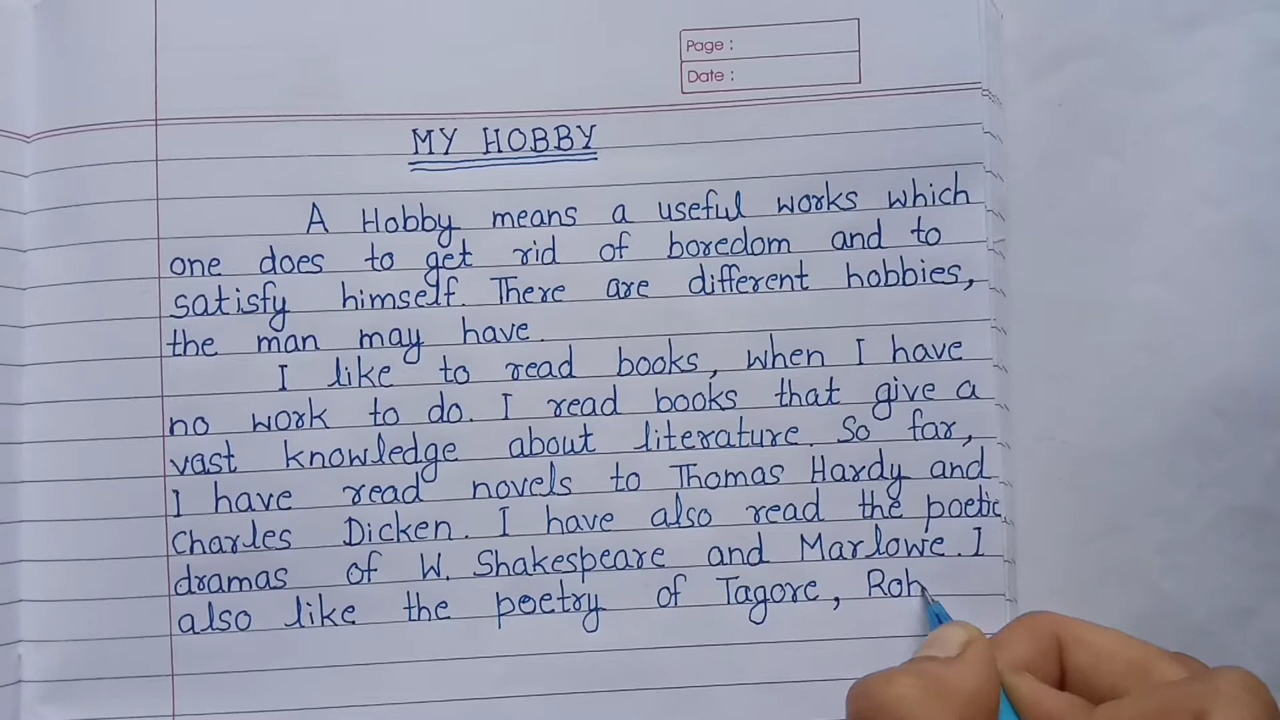 Page :
Date :
MY HOBBY
A Hobby means a useful works which
one does to get rid of boredom and to
satisfy himself. There are different hobbies,
the man may have.
I like to read books, when I have
no work to do. I read books that give a
vast knowledge about literature. So far,
I have read novels to Thomas Hardy and
Charles Dicken. I have also read the poetic
dramas of W. Shakespeare and Marlowe. I
also like the poetry of Tagore,